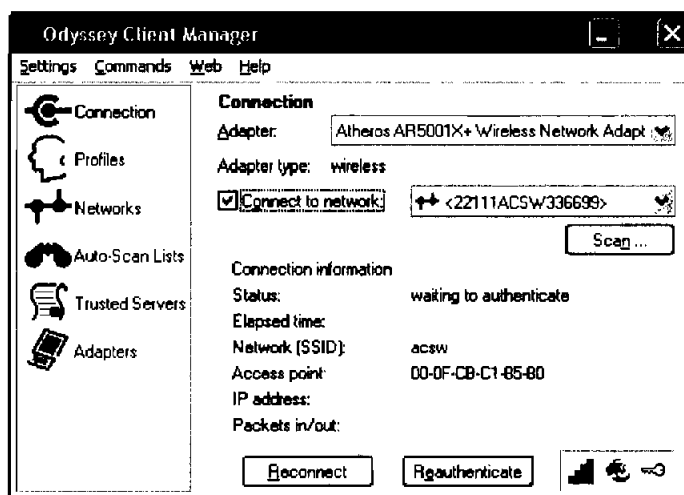 Odyssey Client Manager
Settings Commands Web Help
Connection
Profiles
Networks
Auto-Scan Lists
Trusted Servers
Adapters
Connection
Adapter: Atheros AR5001X+ Wireless Network Adapt
Adapter type: wireless
Connect to network: <22111ACSW336699>
Scan ...
Connection information
Status: waiting to authenticate
Elapsed time:
Network (SSID): acsw
Access point: 00-0F-CB-C1-85-80
IP address:
Packets in/out:
Reconnect Reauthenticate